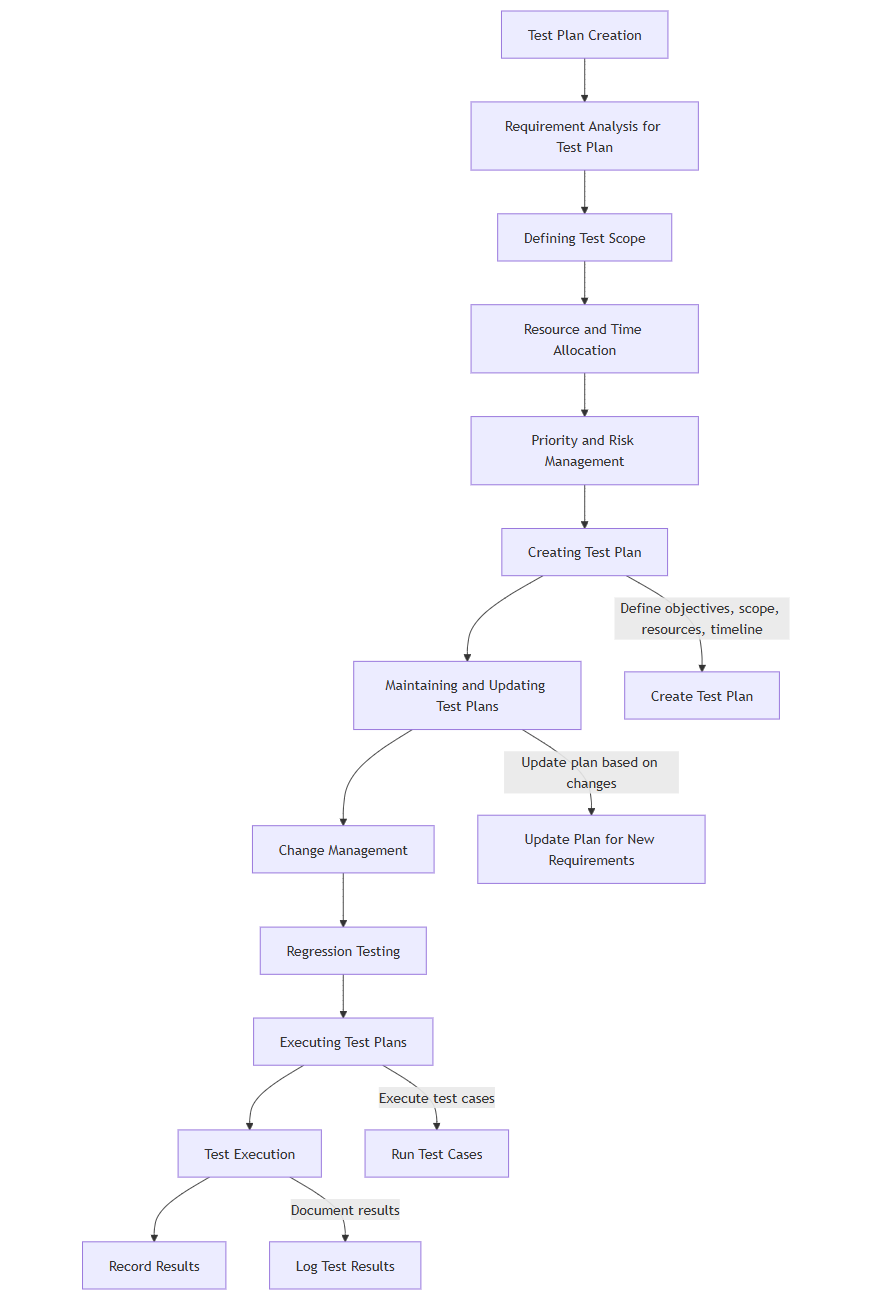 Test Plan Creation
Requirement Analysis for
Test Plan
Defining Test Scope
Resource and Time
Allocation
Priority and Risk
Management
Creating Test Plan
Define objectives, scope,
resources, timeline
Maintaining and Updating
Test Plans
Create Test Plan
Update plan based on
changes
Change Management
Update Plan for New
Requirements
Regression Testing
Executing Test Plans
Execute test cases
Test Execution
Run Test Cases
Document results
Record Results
Log Test Results